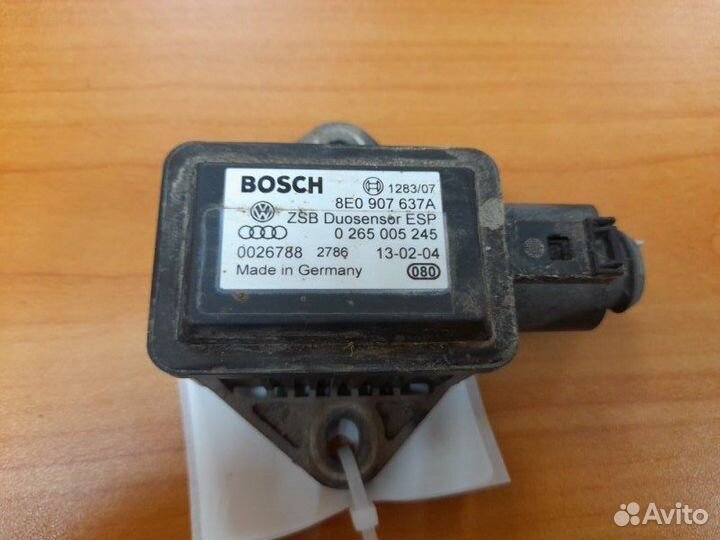 BOSCH 1283/07
8E0 907 637A
ZSB Duosensor ESP
0 265 005 245
0026788 2786 13-02-04
Made in Germany 080
Avito